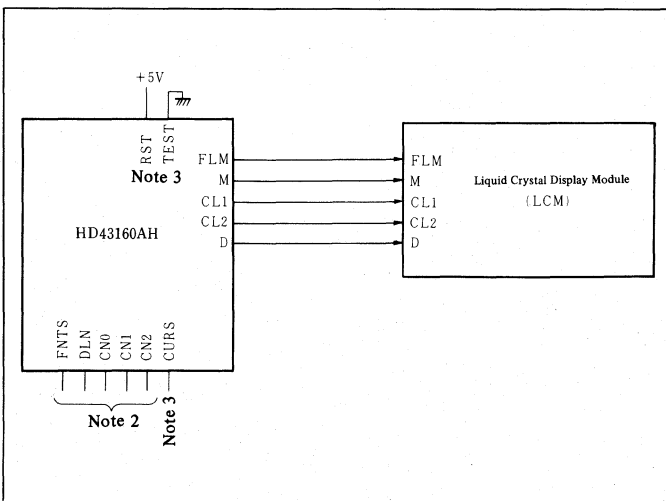 +5V
RST
TEST
Note 3
FLM
M
CL1
CL2
D
HD43160AH
FNTS
DLN
CN0
CN1
CN2
CURS
Note 2
Note 3
FLM
M
CL1
CL2
D
Liquid Crystal Display Module
(LCM)